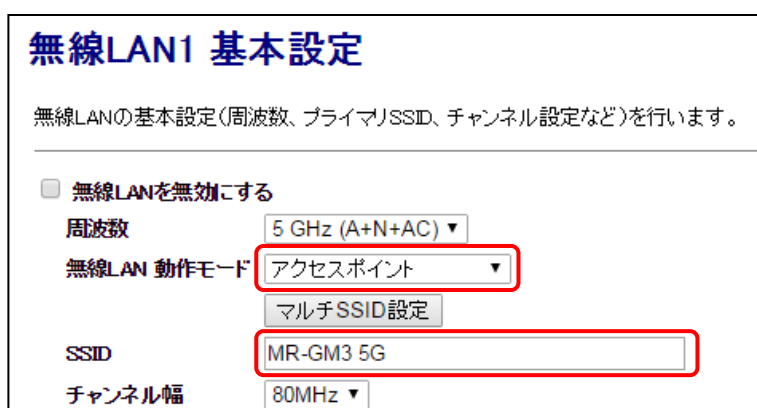 無線LAN1 基本設定
無線LANの基本設定(周波数、プライマリSSID、チャンネル設定など)を行います。
無線LANを無効にする
周波数 5 GHz (A+N+AC)▼
無線LAN 動作モード アクセスポイント ▼
マルチSSID設定
SSID MR-GM3 5G
チャンネル幅 80MHz ▼